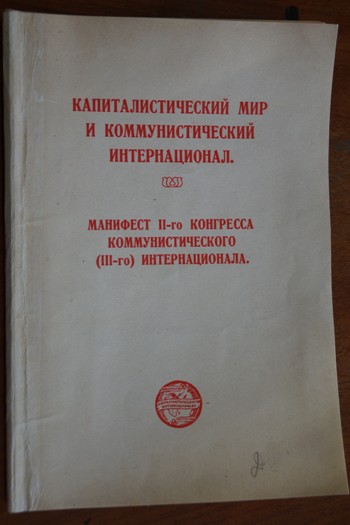 КАПИТАЛИСТИЧЕСКИЙ МИР
И КОММУНИСТИЧЕСКИЙ
ИНТЕРНАЦИОНАЛ.
МАНИФЕСТ II-го КОНГРЕССА
КОММУНИСТИЧЕСКОГО
(III-го) ИНТЕРНАЦИОНАЛА.